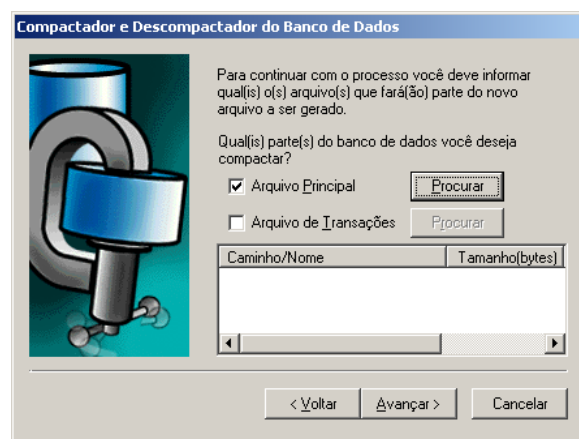 Compactador e Descompactador do Banco de Dados
Para continuar com o processo você deve informar
qual(is) o(s) arquivo(s) que fará(ão) parte do novo
arquivo a ser gerado.
Qual(is) parte(s) do banco de dados você deseja
compactar?
Arquivo Principal Procurar
Arquivo de Transações Procurar
Caminho/Nome Tamanho(bytes)
< Voltar Avançar > Cancelar